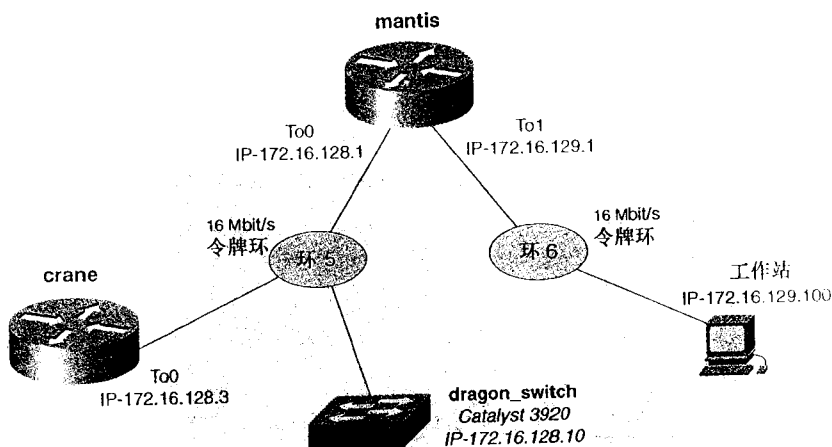 mantis
To0
IP-172.16.128.1
To1
IP-172.16.129.1
16 Mbit/s
令牌环
环 5
环 6
16 Mbit/s
令牌环
crane
To0
IP-172.16.128.3
工作站
IP-172.16.129.100
dragon_switch
Catalyst 3920
IP-172.16.128.10